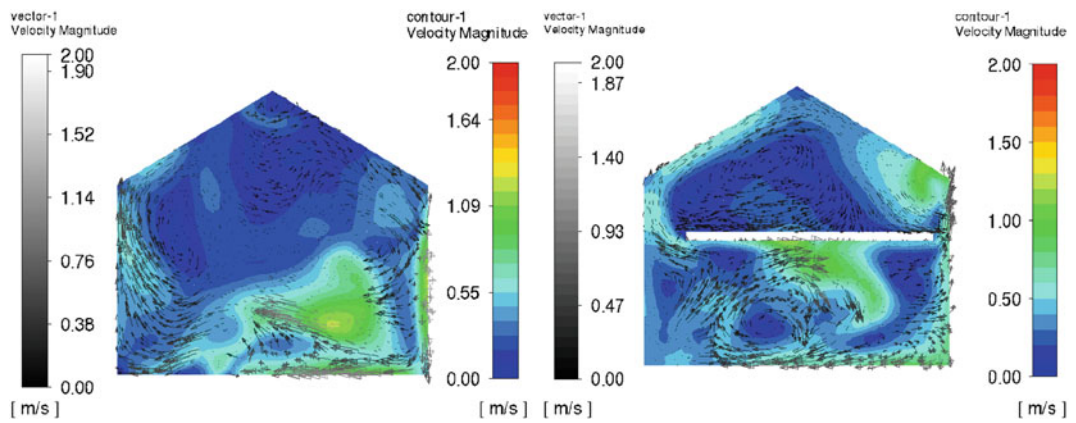 vector-1
Velocity Magnitude
2.00
1.90
1.52
1.14
0.76
0.38
0.00
[ m/s ]
contour-1
Velocity Magnitude
2.00
1.64
1.09
0.55
0.00
[ m/s ]
vector-1
Velocity Magnitude
2.00
1.87
1.40
0.93
0.47
0.00
[ m/s ]
contour-1
Velocity Magnitude
2.00
1.50
1.00
0.50
0.00
[ m/s ]